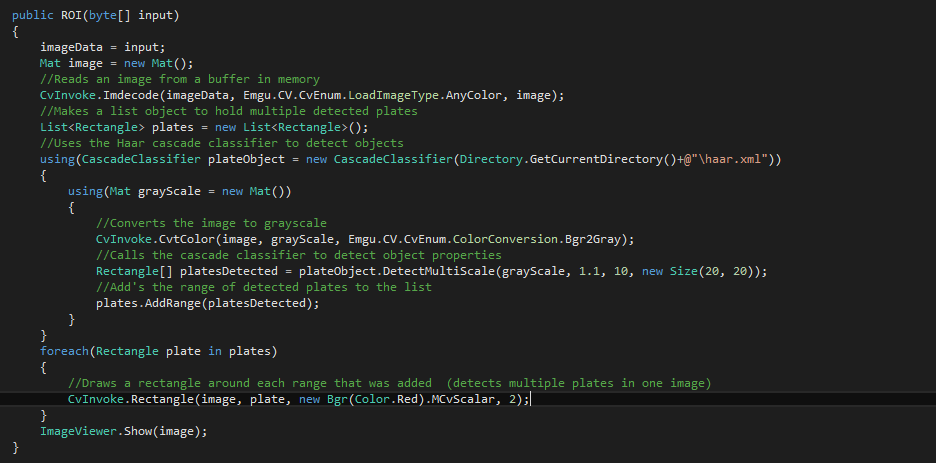 public ROI(byte[] input)
{
imageData = input;
Mat image = new Mat();
//Reads an image from a buffer in memory
CvInvoke.Imdecode(imageData, Emgu.CV.CvEnum.LoadImageType.AnyColor, image);
//Makes a list object to hold multiple detected plates
List<Rectangle> plates = new List<Rectangle>();
//Uses the Haar cascade classifier to detect objects
using(CascadeClassifier plateObject = new CascadeClassifier(Directory.GetCurrentDirectory()+@"\haar.xml"))
{
using(Mat grayScale = new Mat())
{
//Converts the image to grayscale
CvInvoke.CvtColor(image, grayScale, Emgu.CV.CvEnum.ColorConversion.Bgr2Gray);
//Calls the cascade classifier to detect object properties
Rectangle[] platesDetected = plateObject.DetectMultiScale(grayScale, 1.1, 10, new Size(20, 20));
//Add's the range of detected plates to the list
plates.AddRange(platesDetected);
}
}
foreach(Rectangle plate in plates)
{
//Draws a rectangle around each range that was added  (detects multiple plates in one image)
CvInvoke.Rectangle(image, plate, new Bgr(Color.Red).MCvScalar, 2);
}
ImageViewer.Show(image);
}